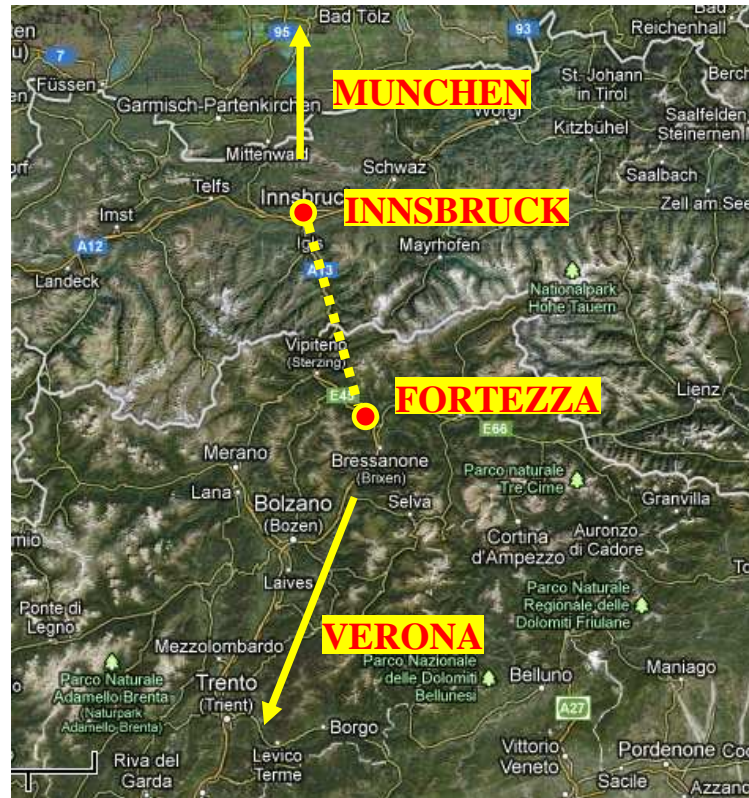 Bad Tölz
Bad
Reichenhall
95
93
7
Füssen
MUNCHEN
St. Johann
in Tirol
Berch
Garmisch-Partenkirchen
Wörgl
Kitzbühel
Saalfelden
Steinernen
Mittenwald
Schwaz
Saalbach
Telfs
Innsbruc
INNSBRUCK
Zell am See
Imst
Igls
Mayrhofen
A12
A13
Landeck
Nationalpark
Hohe Tauern
Vipiteno
(Sterzing)
E45
FORTEZZA
Lienz
E66
Merano
Bressanone
(Brixen)
Parco naturale
Tre Cime
Lana
Selva
Granvilla
Bolzano
(Bozen)
Cortina
d'Ampezzo
Auronzo
di Cadore
Laives
Parco Naturale
Regionale delle
Dolomiti Friulane
Ponte di
Legno
VERONA
Mezzolombardo
Parco Nazionale
delle Dolomiti
Bellunesi
Maniago
Parco Naturale
Adamello Brenta
(Naturpark
Adamello-Brenta)
Trento
(Trient)
Belluno
A27
Borgo
Levico
Terme
Vittorio
Veneto
Pordenone
Riva del
Garda
Sacile
Azzano